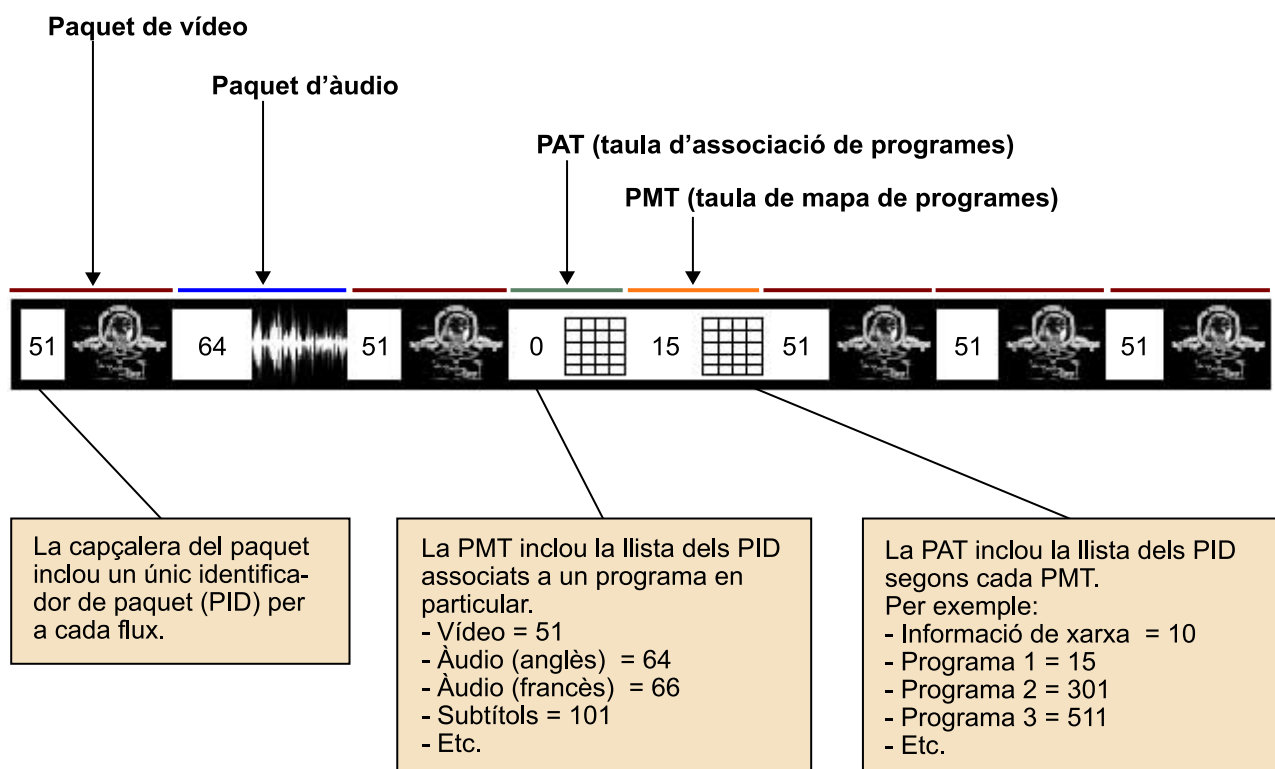 Paquet de vídeo
Paquet d’àudio
PAT (taula d’associació de programes)
PMT (taula de mapa de programes)
51 64 51 0 15 51 51 51
La capçalera del paquet
inclou un únic identifica-
dor de paquet (PID) per
a cada flux.
La PMT inclou la llista dels PID
associats a un programa en
particular.
- Vídeo = 51
- Àudio (anglès) = 64
- Àudio (francès) = 66
- Subtítols = 101
- Etc.
La PAT inclou la llista dels PID
segons cada PMT.
Per exemple:
- Informació de xarxa = 10
- Programa 1 = 15
- Programa 2 = 301
- Programa 3 = 511
- Etc.